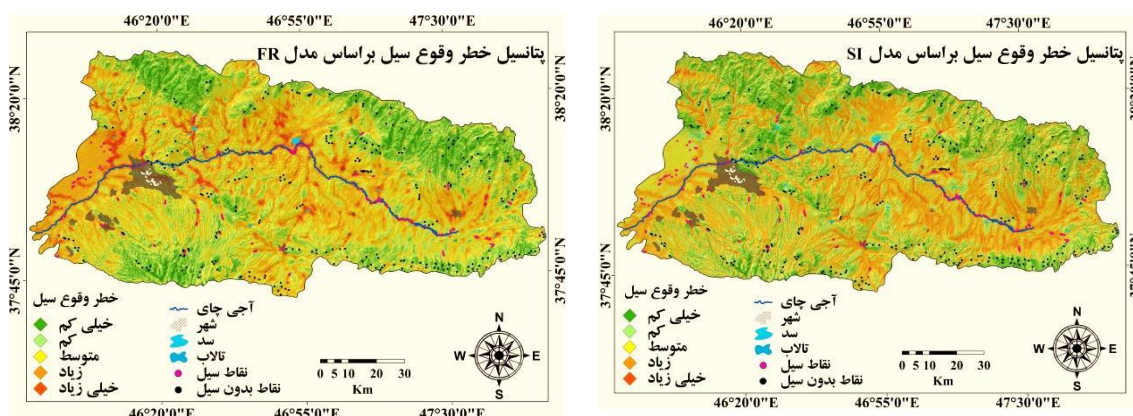 46°20'0"E 46°55'0"E 47°30'0"E
پتانسیل خطر وقوع سیل براساس مدل FR
38°20'0"N
37°45'0"N
38°20'0"N
37°45'0"N
تبریز
خطر وقوع سیل
خیلی کم
کم
متوسط
زیاد
خیلی زیاد
آجی چای
شهر
سد
تالاب
نقاط سیل
نقاط بدون سیل
0 5 10 20 30
Km
N
W E
S
46°20'0"E 46°55'0"E 47°30'0"E
46°20'0"E 46°55'0"E 47°30'0"E
پتانسیل خطر وقوع سیل براساس مدل SI
38°20'0"N
37°45'0"N
تبریز
خطر وقوع سیل
خیلی کم
کم
متوسط
زیاد
خیلی زیاد
آجی چای
شهر
سد
تالاب
نقاط سیل
نقاط بدون سیل
0 5 10 20 30
Km
N
W E
S
46°20'0"E 46°55'0"E 47°30'0"E